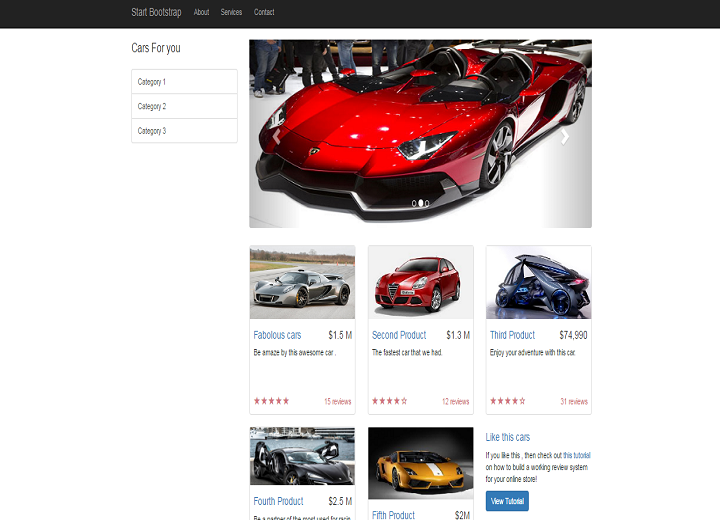 Start Bootstrap About Services Contact
Cars For you
Category 1
Category 2
Category 3
Fabolous cars $1.5 M
Be amaze by this awesome car .
15 reviews
Second Product $1.3 M
The fastest car that we had.
12 reviews
Third Product $74,990
Enjoy your adventure with this car.
31 reviews
Fourth Product $2.5 M
Be a partner of the most used for racin
Fifth Product $2M
Like this cars
If you like this , then check out this tutorial
on how to build a working review system
for your online store!
View Tutorial